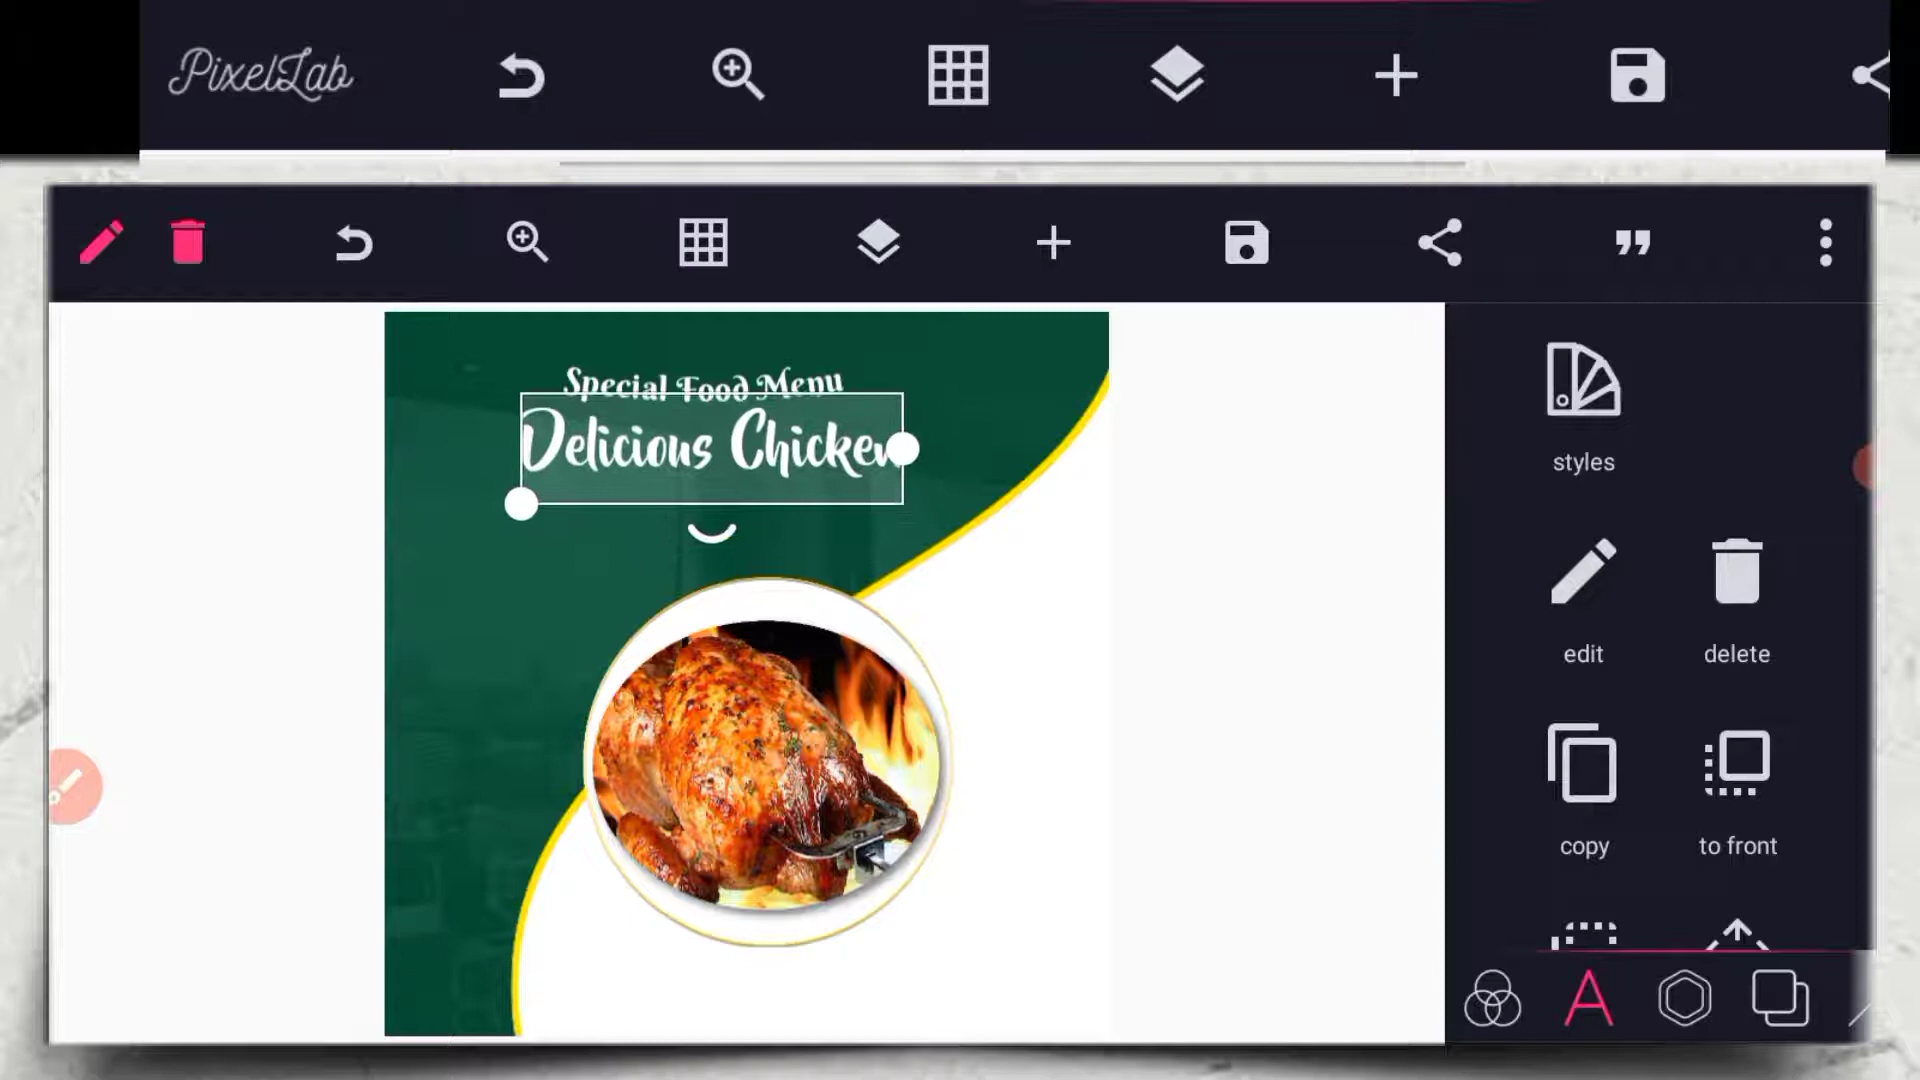 PixelLab
Special Food Menu
Delicious Chicken
styles
edit
delete
copy
to front